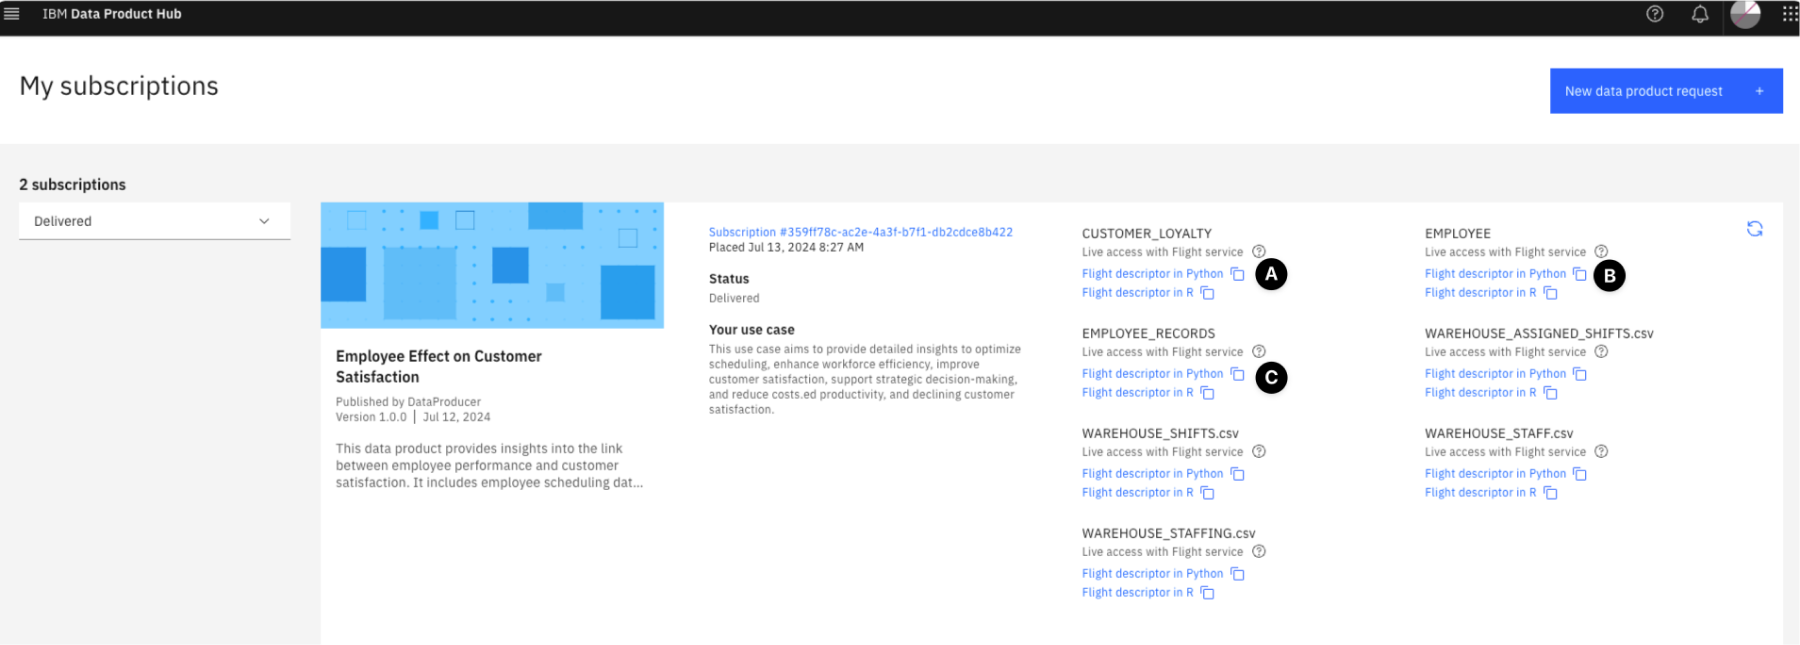 IBM Data Product Hub
My subscriptions
New data product request +
2 subscriptions
Delivered
Employee Effect on Customer
Satisfaction
Published by DataProducer
Version 1.0.0 | Jul 12, 2024
This data product provides insights into the link
between employee performance and customer
satisfaction. It includes employee scheduling dat...
Subscription #359ff78c-ac2e-4a3f-b7f1-db2cdce8b422
Placed Jul 13, 2024 8:27 AM
Status
Delivered
Your use case
This use case aims to provide detailed insights to optimize
scheduling, enhance workforce efficiency, improve
customer satisfaction, support strategic decision-making,
and reduce costs.ed productivity, and declining customer
satisfaction.
CUSTOMER_LOYALTY
Live access with Flight service
Flight descriptor in Python A
Flight descriptor in R
EMPLOYEE
Live access with Flight service
Flight descriptor in Python B
Flight descriptor in R
EMPLOYEE_RECORDS
Live access with Flight service
Flight descriptor in Python C
Flight descriptor in R
WAREHOUSE_ASSIGNED_SHIFTS.csv
Live access with Flight service
Flight descriptor in Python
Flight descriptor in R
WAREHOUSE_SHIFTS.csv
Live access with Flight service
Flight descriptor in Python
Flight descriptor in R
WAREHOUSE_STAFF.csv
Live access with Flight service
Flight descriptor in Python
Flight descriptor in R
WAREHOUSE_STAFFING.csv
Live access with Flight service
Flight descriptor in Python
Flight descriptor in R